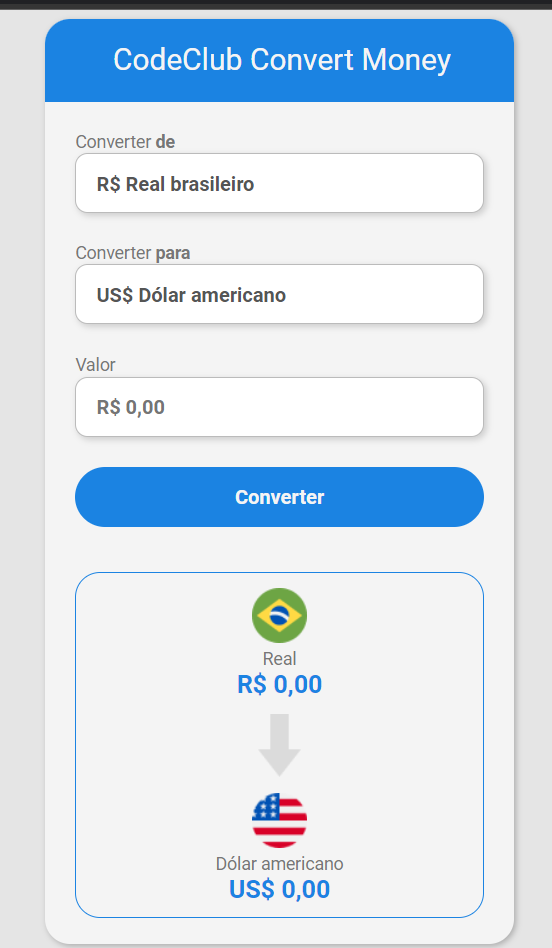 CodeClub Convert Money
Converter de
R$ Real brasileiro
Converter para
US$ Dólar americano
Valor
R$ 0,00
Converter
Real
R$ 0,00
Dólar americano
US$ 0,00